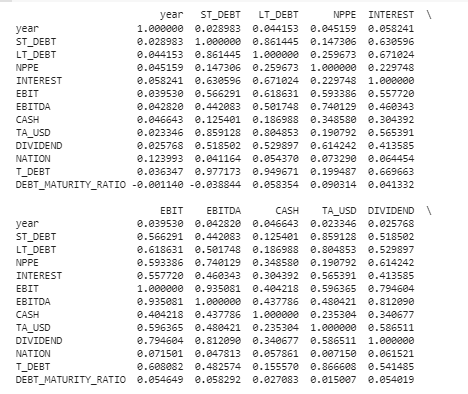 year ST_DEBT LT_DEBT NPPE INTEREST \
year 1.000000 0.028983 0.044153 0.045159 0.058241
ST_DEBT 0.028983 1.000000 0.861445 0.147306 0.630596
LT_DEBT 0.044153 0.861445 1.000000 0.259673 0.671024
NPPE 0.045159 0.147306 0.259673 1.000000 0.229748
INTEREST 0.058241 0.630596 0.671024 0.229748 1.000000
EBIT 0.039530 0.566291 0.618631 0.593386 0.557720
EBITDA 0.042820 0.442083 0.501748 0.740129 0.460343
CASH 0.046643 0.125401 0.186988 0.348580 0.304392
TA_USD 0.023346 0.859128 0.804853 0.190792 0.565391
DIVIDEND 0.025768 0.518502 0.529897 0.614242 0.413585
NATION 0.123993 0.041164 0.054370 0.073290 0.064454
T_DEBT 0.036347 0.977173 0.949671 0.199487 0.669663
DEBT_MATURITY_RATIO -0.001140 -0.038844 0.058354 0.090314 0.041332
EBIT EBITDA CASH TA_USD DIVIDEND \
year 0.039530 0.042820 0.046643 0.023346 0.025768
ST_DEBT 0.566291 0.442083 0.125401 0.859128 0.518502
LT_DEBT 0.618631 0.501748 0.186988 0.804853 0.529897
NPPE 0.593386 0.740129 0.348580 0.190792 0.614242
INTEREST 0.557720 0.460343 0.304392 0.565391 0.413585
EBIT 1.000000 0.935081 0.404218 0.596365 0.794604
EBITDA 0.935081 1.000000 0.437786 0.480421 0.812090
CASH 0.404218 0.437786 1.000000 0.235304 0.340677
TA_USD 0.596365 0.480421 0.235304 1.000000 0.586511
DIVIDEND 0.794604 0.812090 0.340677 0.586511 1.000000
NATION 0.071501 0.047813 0.057861 0.007150 0.061521
T_DEBT 0.608082 0.482574 0.155570 0.866608 0.541485
DEBT_MATURITY_RATIO 0.054649 0.058292 0.027083 0.015007 0.054019